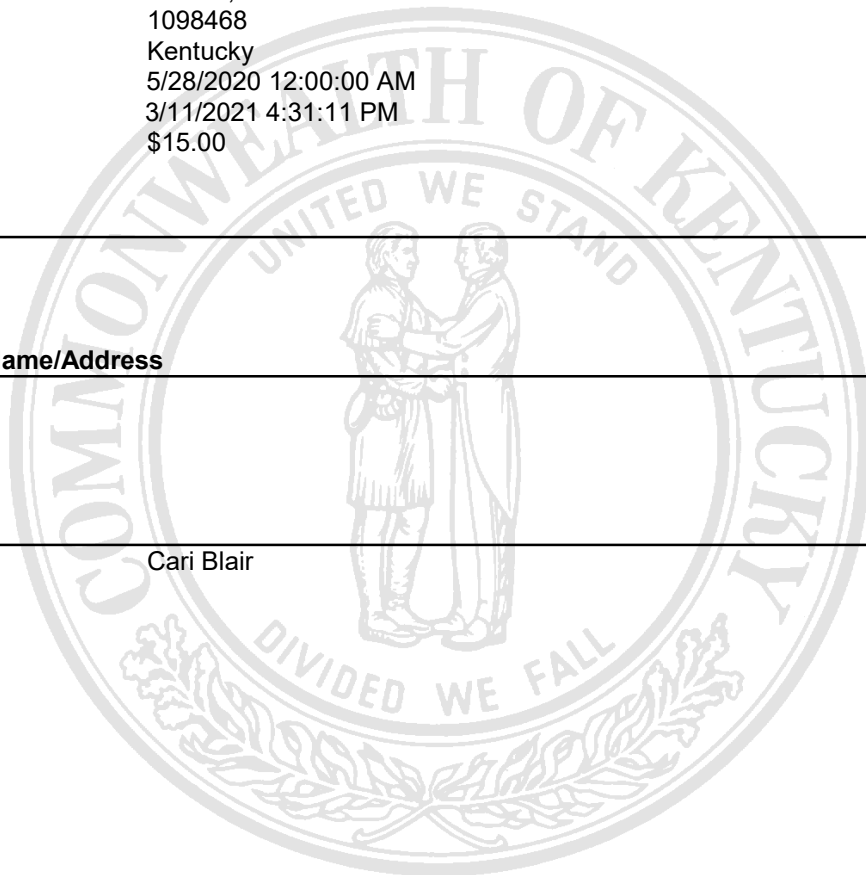 1098468
Kentucky
5/28/2020 12:00:00 AM
3/11/2021 4:31:11 PM
$15.00
COMMONWEALTH OF KENTUCKY
UNITED WE STAND
ame/Address
Cari Blair
DIVIDED WE FALL